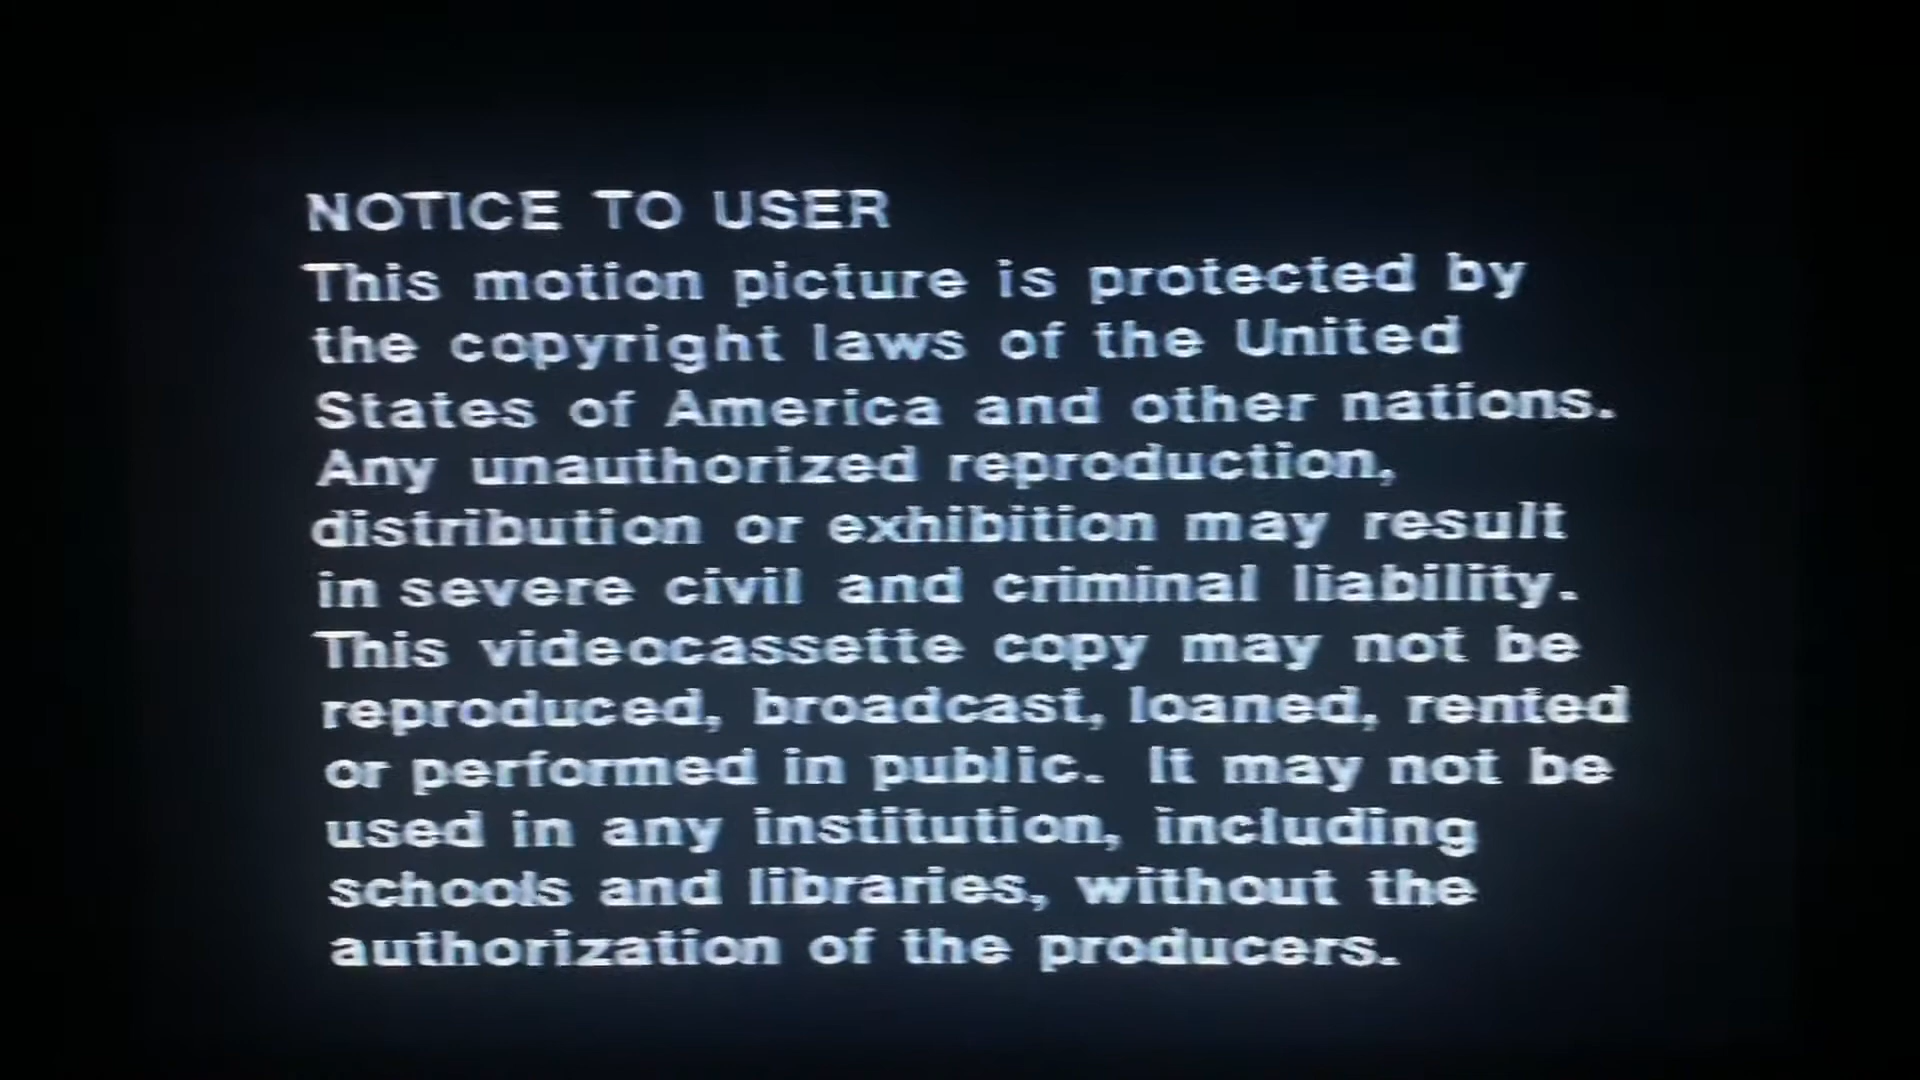 NOTICE TO USER
This motion picture is protected by
the copyright laws of the United
States of America and other nations.
Any unauthorized reproduction,
distribution or exhibition may result
in severe civil and criminal liability.
This videocassette copy may not be
reproduced, broadcast, loaned, rented
or performed in public. It may not be
used in any institution, including
schools and libraries, without the
authorization of the producers.